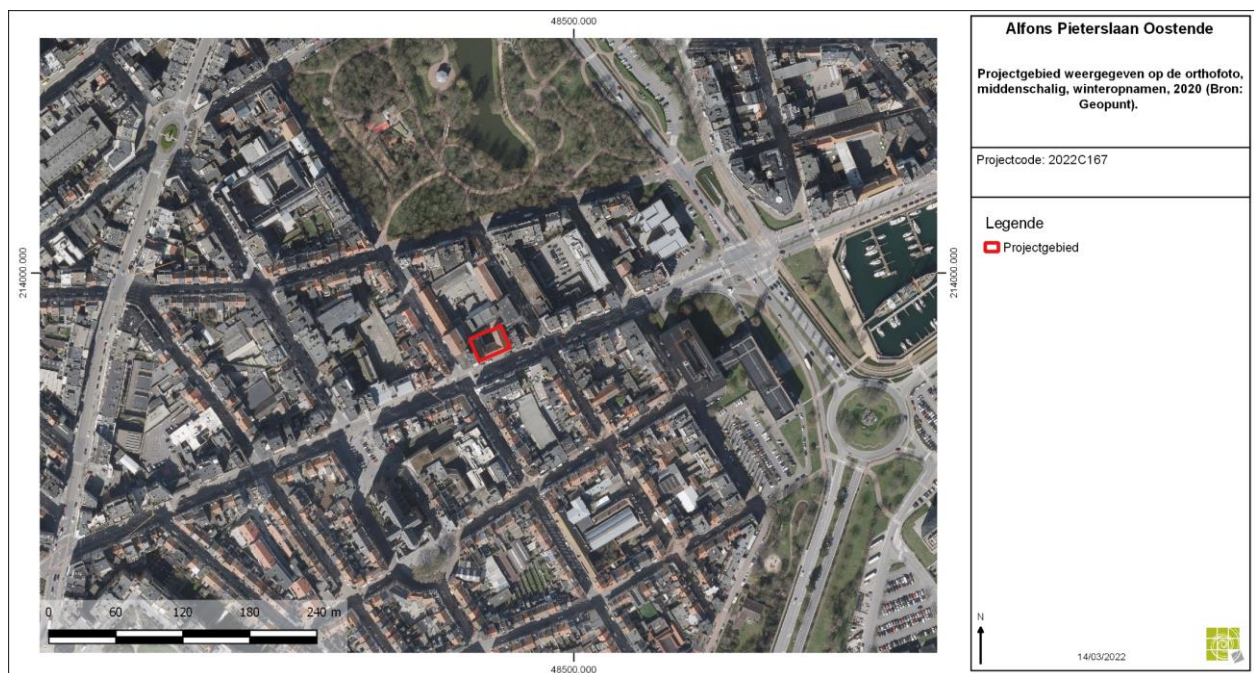 48500.000
214000.000
214000.000
0 60 120 180 240 m
48500.000
Alfons Pieterslaan Oostende
Projectgebied weergegeven op de orthofoto,
middenschalig, winteropnamen, 2020 (Bron:
Geopunt).
Projectcode: 2022C167
Legende
Projectgebied
N
14/03/2022